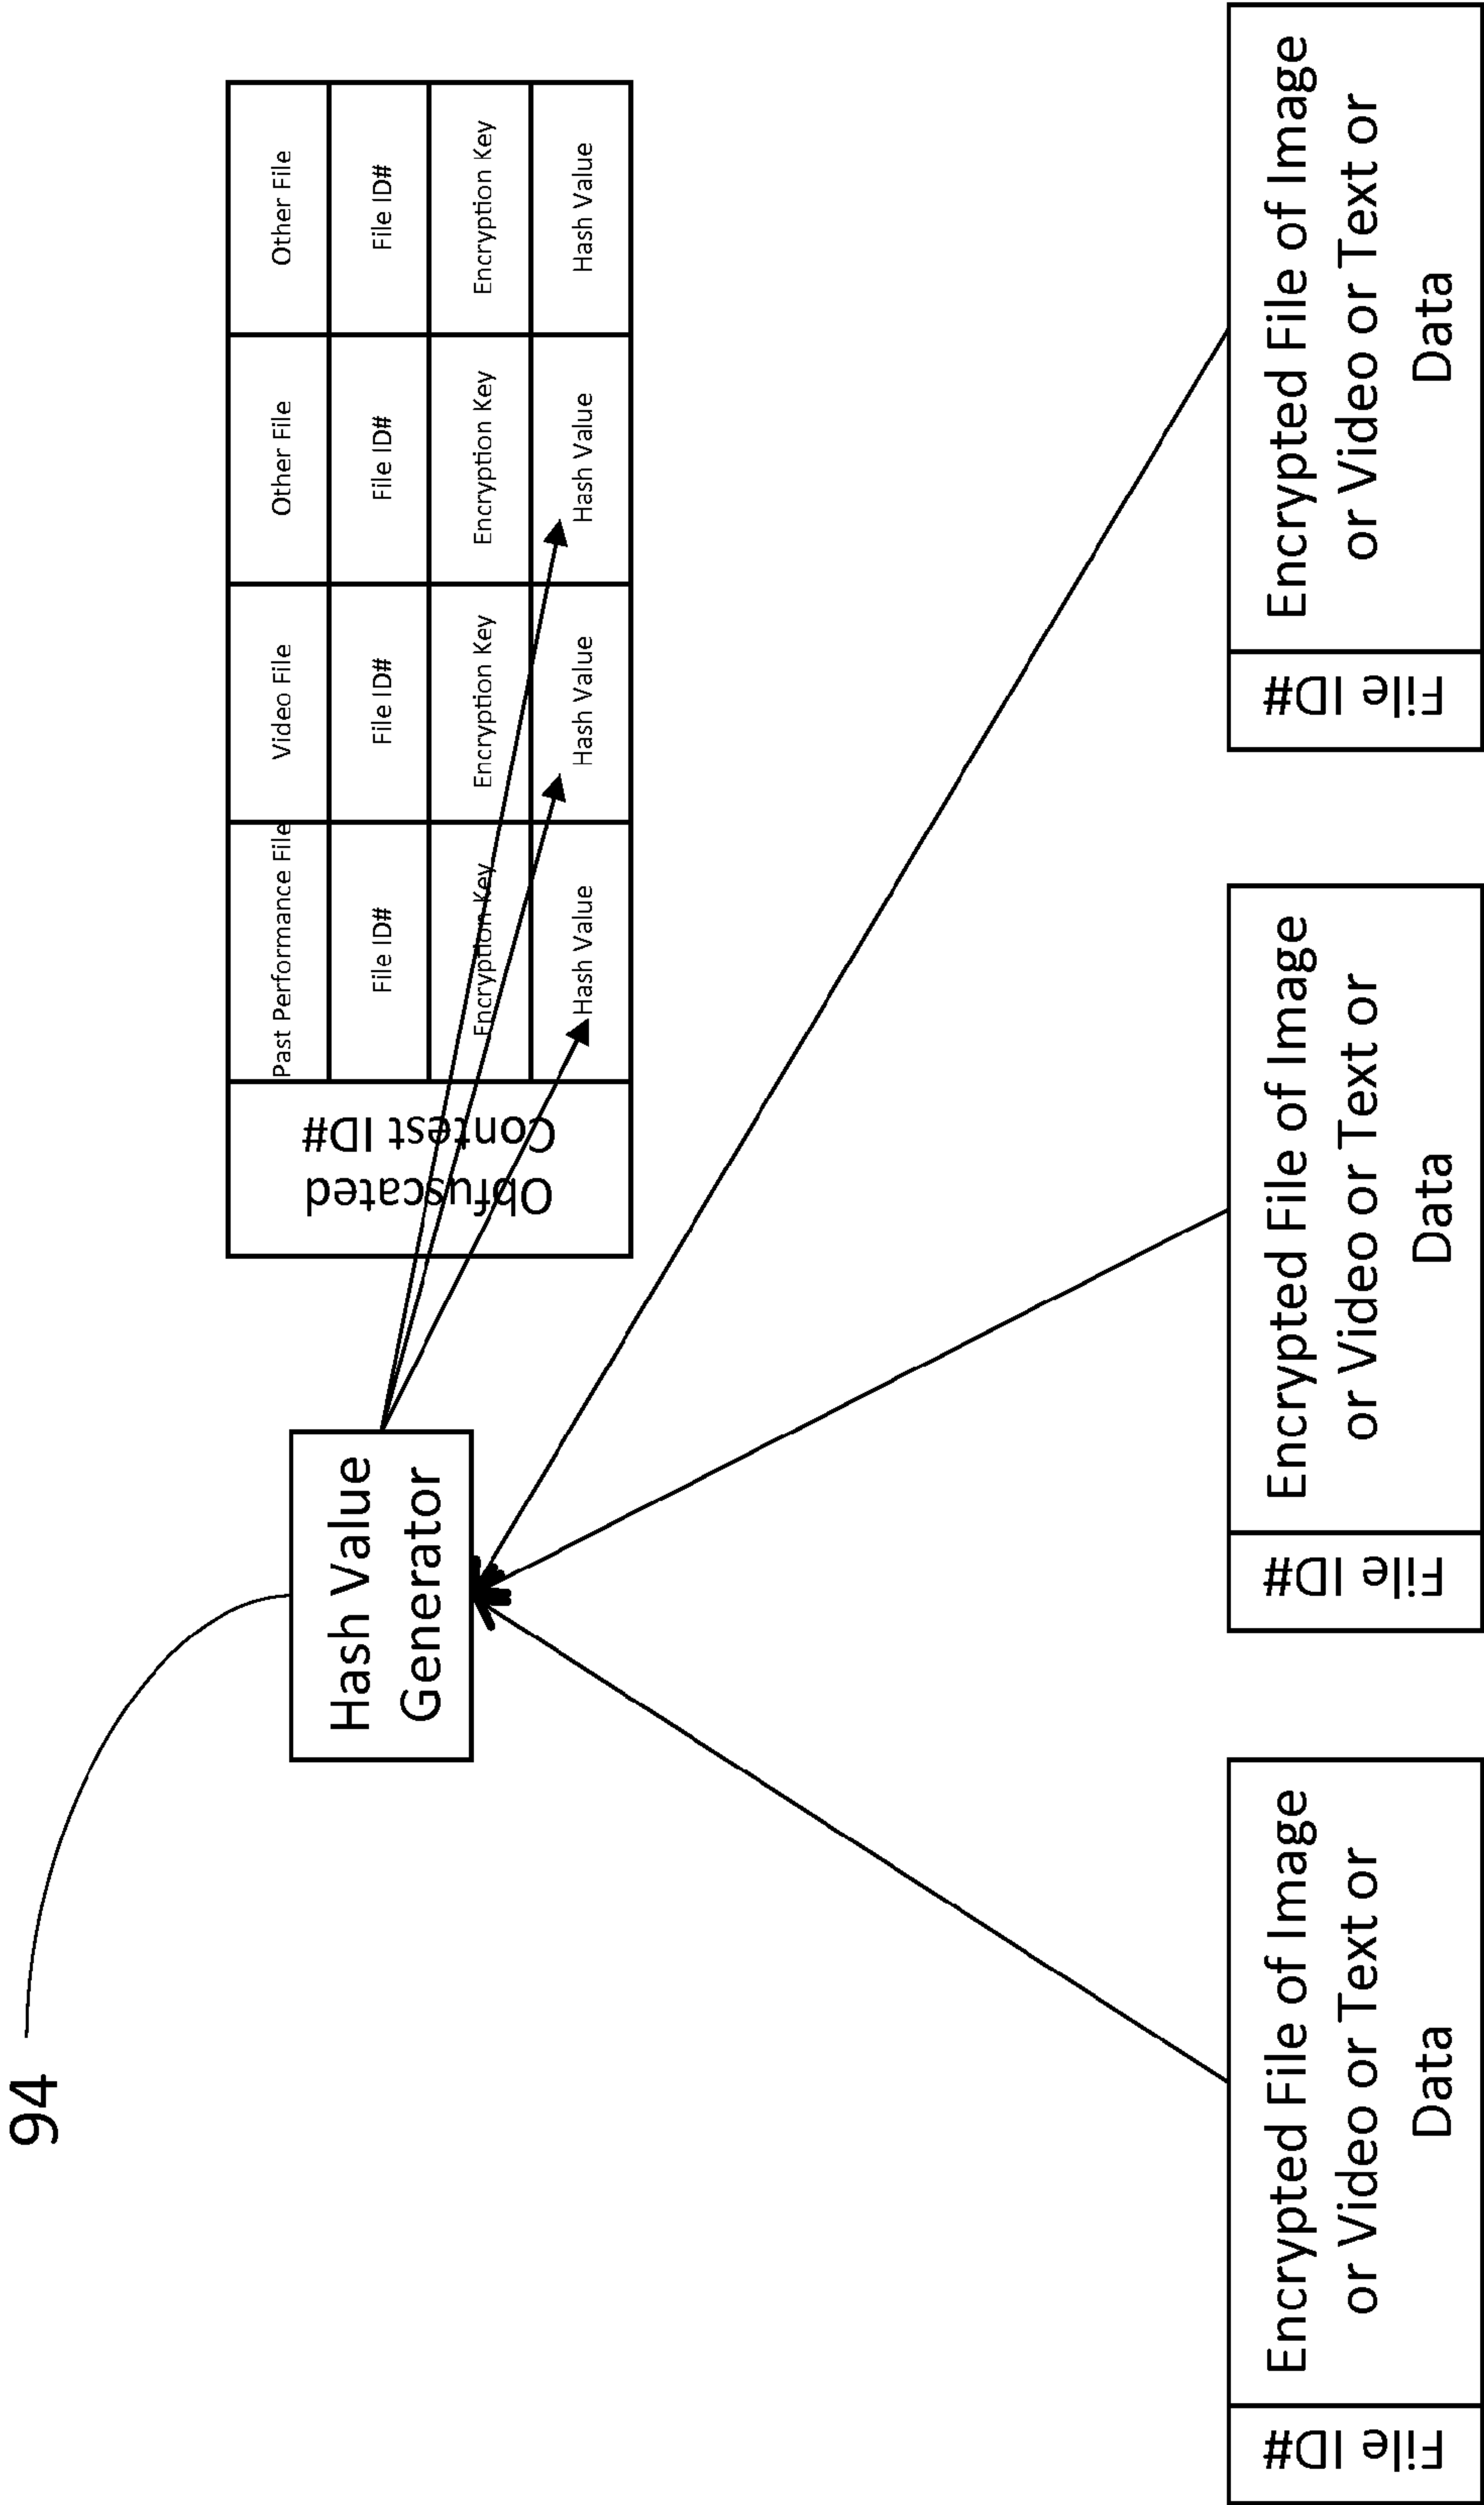 94
Hash Value
Generator
Obfuscated
Contest ID#
Past Performance File
Video File
Other File
Other File
File ID#
File ID#
File ID#
File ID#
Encryption Key
Encryption Key
Encryption Key
Encryption Key
Hash Value
Hash Value
Hash Value
Hash Value
File ID#
Encrypted File of Image
or Video or Text or
Data
File ID#
Encrypted File of Image
or Video or Text or
Data
File ID#
Encrypted File of Image
or Video or Text or
Data